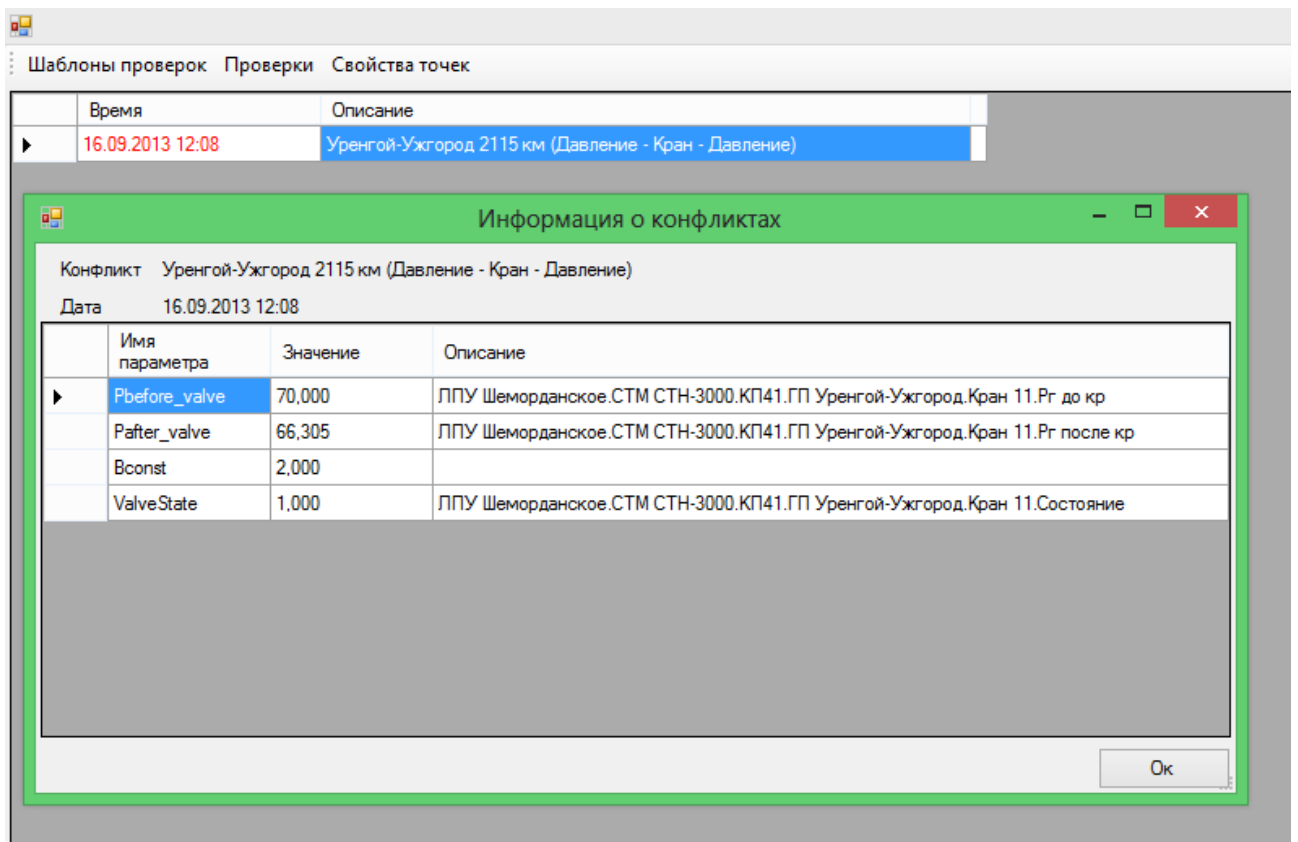 Шаблоны проверок Проверки Свойства точек
Время Описание
16.09.2013 12:08 Уренгой-Ужгород 2115 км (Давление - Кран - Давление)
Информация о конфликтах
Конфликт Уренгой-Ужгород 2115 км (Давление - Кран - Давление)
Дата 16.09.2013 12:08
Имя
параметра Значение Описание
Pbefore_valve 70,000 ЛПУ Шеморданское.СТМ СТН-3000.КП41.ГП Уренгой-Ужгород.Кран 11.Рг до кр
Pafter_valve 66,305 ЛПУ Шеморданское.СТМ СТН-3000.КП41.ГП Уренгой-Ужгород.Кран 11.Рг после кр
Bconst 2,000
ValveState 1,000 ЛПУ Шеморданское.СТМ СТН-3000.КП41.ГП Уренгой-Ужгород.Кран 11.Состояние
Ок